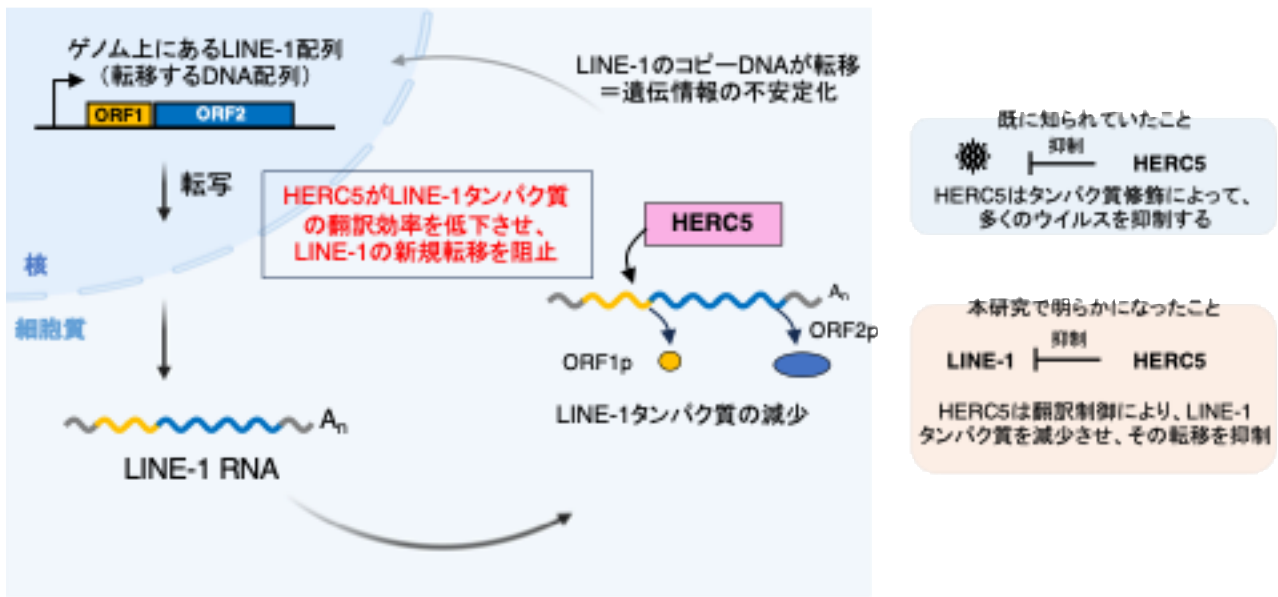 ゲノム上にあるLINE-1配列
（転移するDNA配列）
ORF1
ORF2
転写
核
細胞質
An
LINE-1 RNA
HERC5がLINE-1タンパク質
の翻訳効率を低下させ、
LINE-1の新規転移を阻止
LINE-1のコピーDNAが転移
＝遺伝情報の不安定化
HERC5
An
ORF2p
ORF1p
LINE-1タンパク質の減少
既に知られていたこと
抑制
HERC5
HERC5はタンパク質修飾によって、
多くのウイルスを抑制する
本研究で明らかになったこと
抑制
LINE-1
HERC5
HERC5は翻訳制御により、LINE-1
タンパク質を減少させ、その転移を抑制